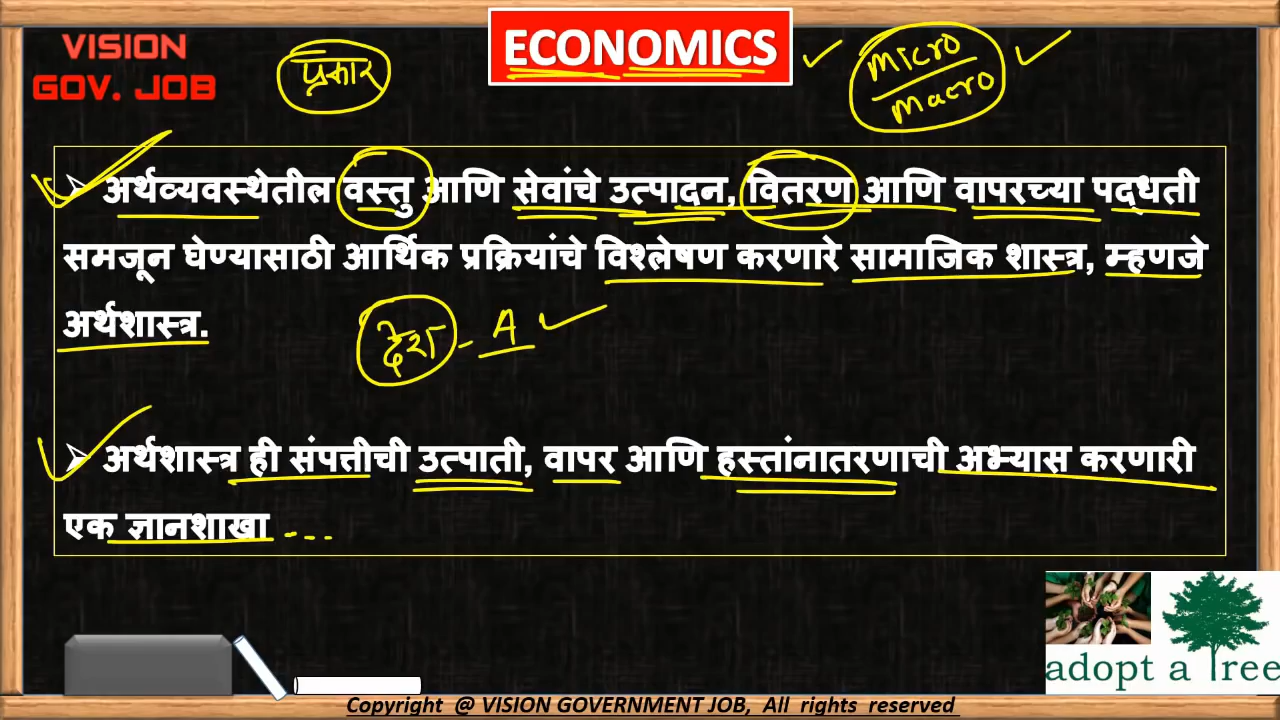 VISION
GOV. JOB
प्रकार
ECONOMICS
micro
macro
अर्थव्यवस्थेतील वस्तु आणि सेवांचे उत्पादन, वितरण आणि वापरच्या पद्धती
समजून घेण्यासाठी आर्थिक प्रक्रियांचे विश्लेषण करणारे सामाजिक शास्त्र, म्हणजे
अर्थशास्त्र.
देश - A
अर्थशास्त्र ही संपत्तीची उत्पाती, वापर आणि हस्तांनातरणाची अभ्यास करणारी
एक ज्ञानशाखा ...
adopt a Tree
Copyright @ VISION GOVERNMENT JOB, All rights reserved